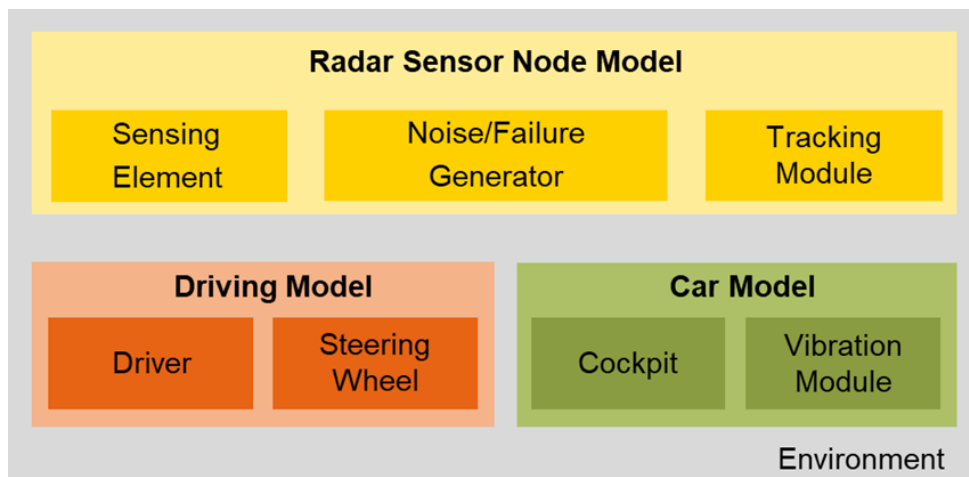 Radar Sensor Node Model
Sensing
Element
Noise/Failure
Generator
Tracking
Module
Driving Model
Driver
Steering
Wheel
Car Model
Cockpit
Vibration
Module
Environment